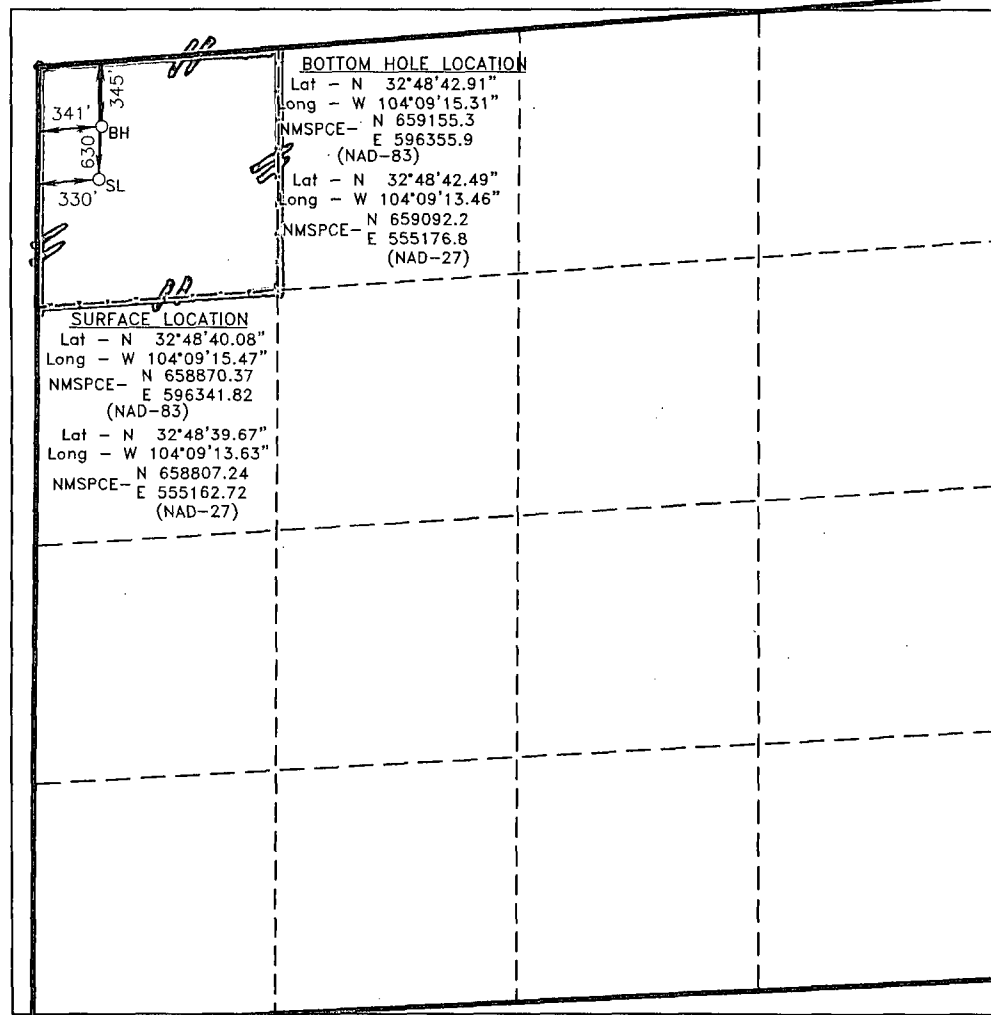 345'
341'
BH
630'
SL
330'
BOTTOM HOLE LOCATION
Lat - N 32°48'42.91"
Long - W 104°09'15.31"
NMSPCE- N 659155.3
E 596355.9
(NAD-83)
Lat - N 32°48'42.49"
Long - W 104°09'13.46"
NMSPCE- N 659092.2
E 555176.8
(NAD-27)
SURFACE LOCATION
Lat - N 32°48'40.08"
Long - W 104°09'15.47"
NMSPCE- N 658870.37
E 596341.82
(NAD-83)
Lat - N 32°48'39.67"
Long - W 104°09'13.63"
NMSPCE- N 658807.24
E 555162.72
(NAD-27)